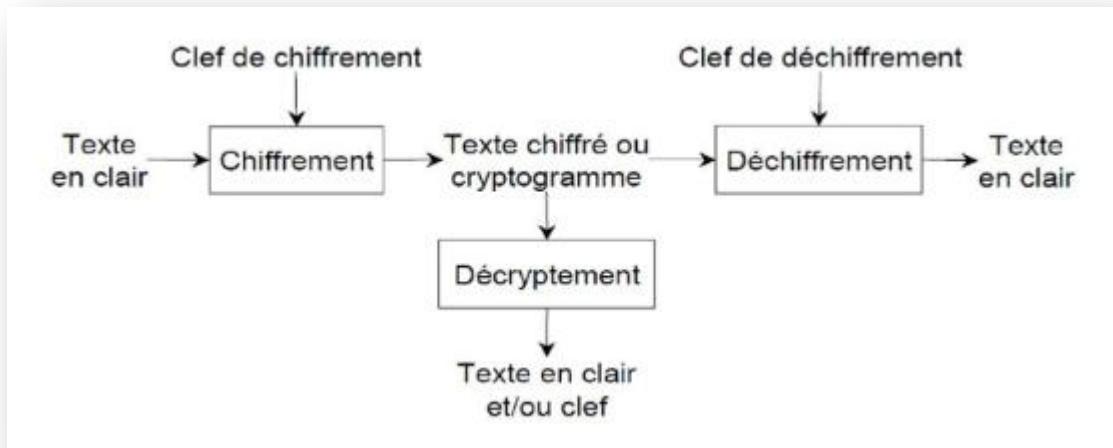 Clef de chiffrement
Clef de déchiffrement
Texte
en clair
Chiffrement
Texte chiffré ou
cryptogramme
Déchiffrement
Texte
en clair
Décryptement
Texte en clair
et/ou clef